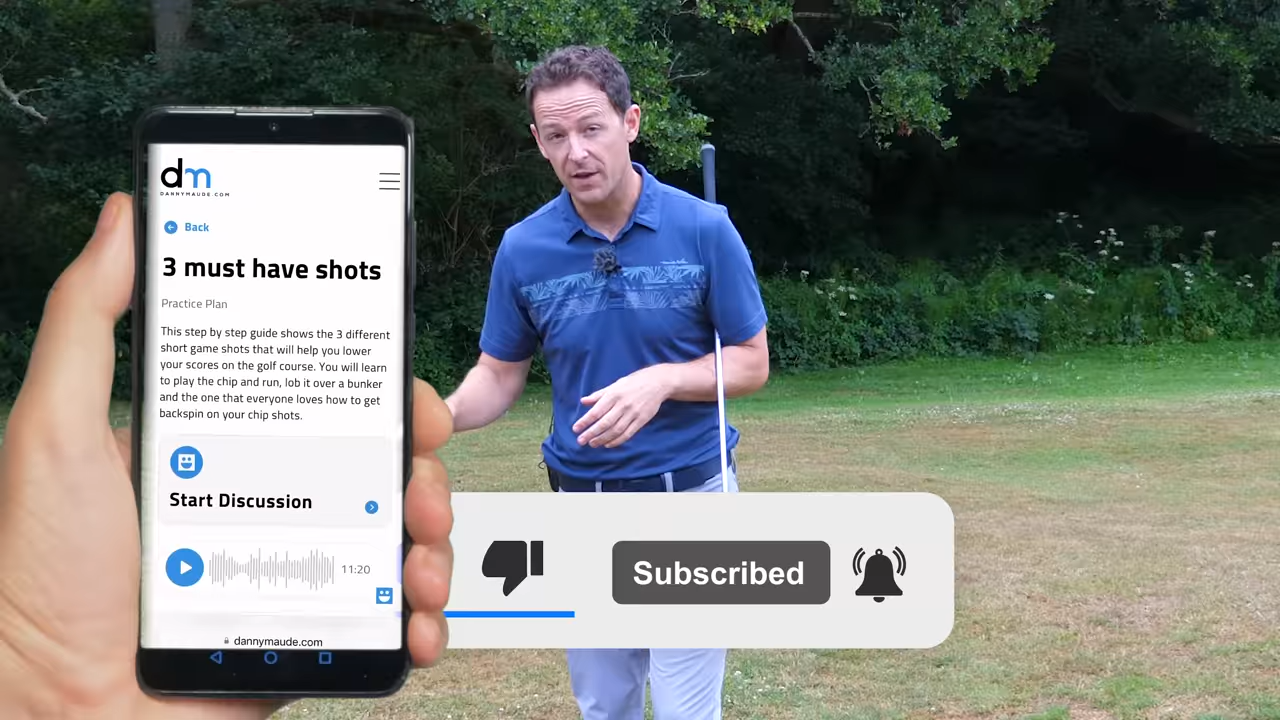 dm
DANNYMAUDE.COM
Back
3 must have shots
Practice Plan
This step by step guide shows the 3 different
short game shots that will help you lower
your scores on the golf course. You will learn
to play the chip and run, lob it over a bunker
and the one that everyone loves how to get
backspin on your chip shots.
Start Discussion
11:20
dannymaude.com
Subscribed